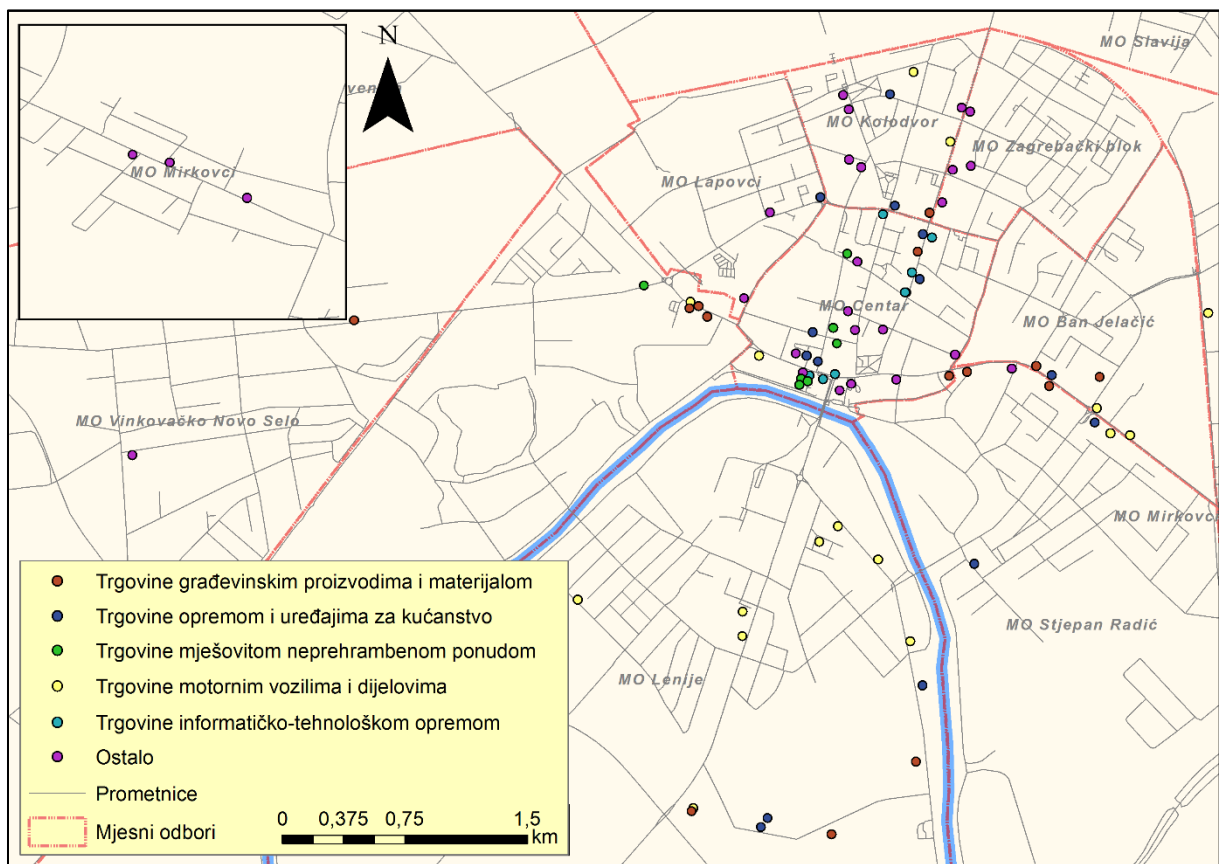 N
MO Slavija
MO Kolodvor
MO Zagrebački blok
MO Mirkovci
MO Lapovci
MO Centar
MO Ban Jelačić
MO Vinkovačko Novo Selo
MO Mirkovci
MO Stjepan Radić
MO Lenije
Trgovine građevinskim proizvodima i materijalom
Trgovine opremom i uređajima za kućanstvo
Trgovine mješovitom neprehrambenom ponudom
Trgovine motornim vozilima i dijelovima
Trgovine informatičko-tehnološkom opremom
Ostalo
Prometnice
Mjesni odbori
0 0,375 0,75 1,5
km